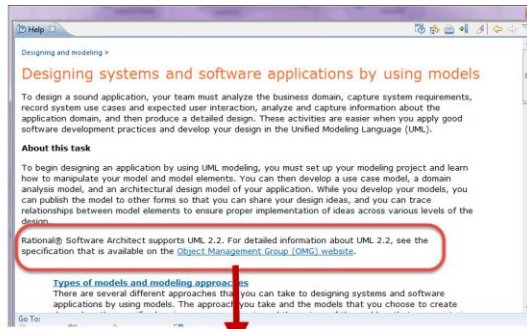 Help
Designing and modeling >
Designing systems and software applications by using models
To design a sound application, your team must analyze the business domain, capture system requirements,
record system use cases and expected user interaction, analyze and capture information about the
application domain, and then produce a detailed design. These activities are easier when you apply good
software development practices and develop your design in the Unified Modeling Language (UML).
About this task
To begin designing an application by using UML modeling, you must set up your modeling project and learn
how to manipulate your model and model elements. You can then develop a use case model, a domain
analysis model, and an architectural design model of your application. While you develop your models, you
can publish the model to other forms so that you can share your design ideas, and you can trace
relationships between model elements to ensure proper implementation of ideas across various levels of the
design.
Rational® Software Architect supports UML 2.2. For detailed information about UML 2.2, see the
specification that is available on the Object Management Group (OMG) website.
Types of models and modeling approaches
There are several different approaches that you can take to designing systems and software
applications by using models. The approach you take and the models that you choose to create
Go To: